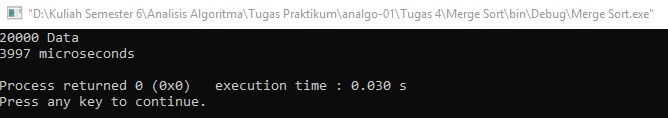 "D:\Kuliah Semester 6\Analisis Algoritma\Tugas Praktikum\analgo-01\Tugas 4\Merge Sort\bin\Debug\Merge Sort.exe"
20000 Data
3997 microseconds
Process returned 0 (0x0)   execution time : 0.030 s
Press any key to continue.